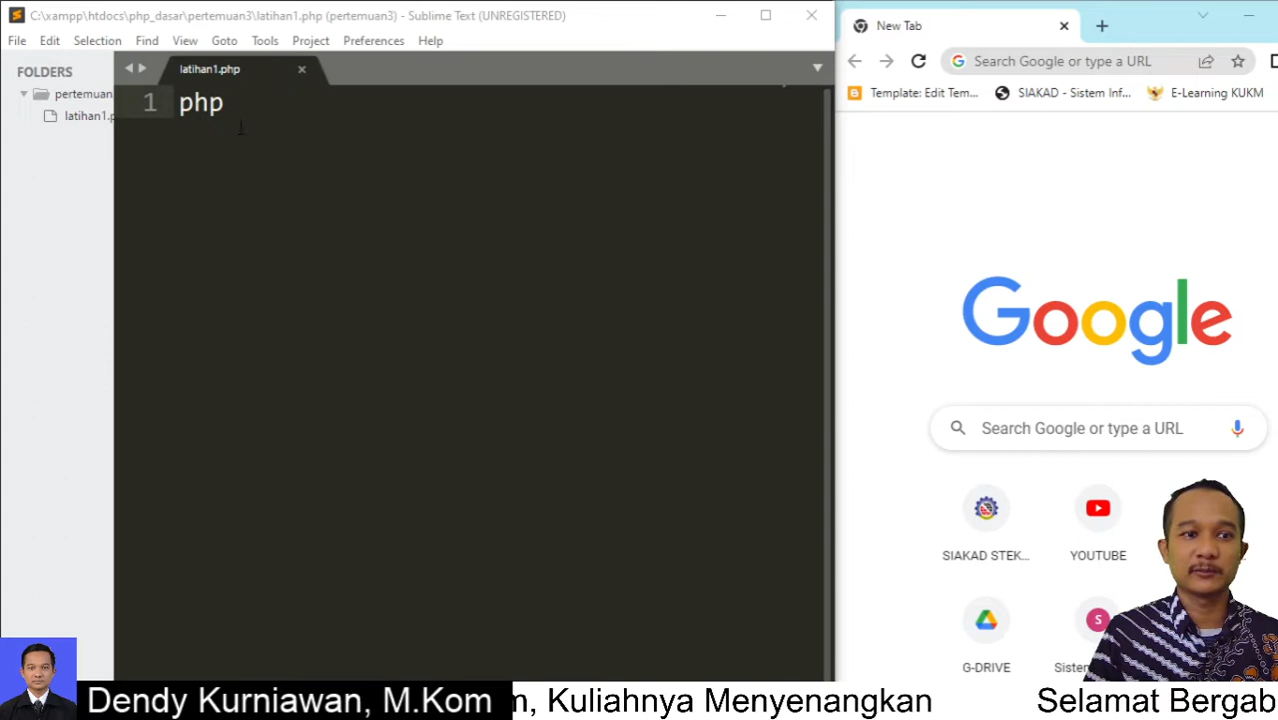 C:\xampp\htdocs\php_dasar\pertemuan3\latihan1.php (pertemuan3) - Sublime Text (UNREGISTERED)
File Edit Selection Find View Goto Tools Project Preferences Help
FOLDERS
pertemuan
latihan1.p
latihan1.php
1 php
New Tab
Search Google or type a URL
Template: Edit Tem...
SIAKAD - Sistem Inf...
E-Learning KUKM
Google
Search Google or type a URL
SIAKAD STEK...
YOUTUBE
S
G-DRIVE
Sistem
Dendy Kurniawan, M.Kom
m, Kuliahnya Menyenangkan
Selamat Bergab